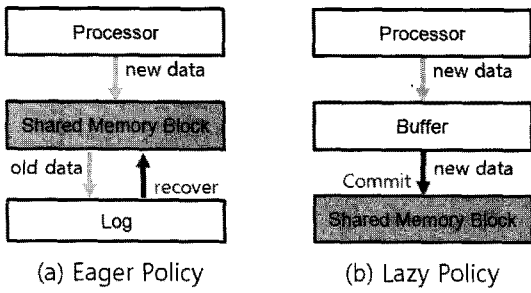 Processor
new data
Shared Memory Block
old data
recover
Log
(a) Eager Policy
Processor
new data
Buffer
new data
Commit
Shared Memory Block
(b) Lazy Policy